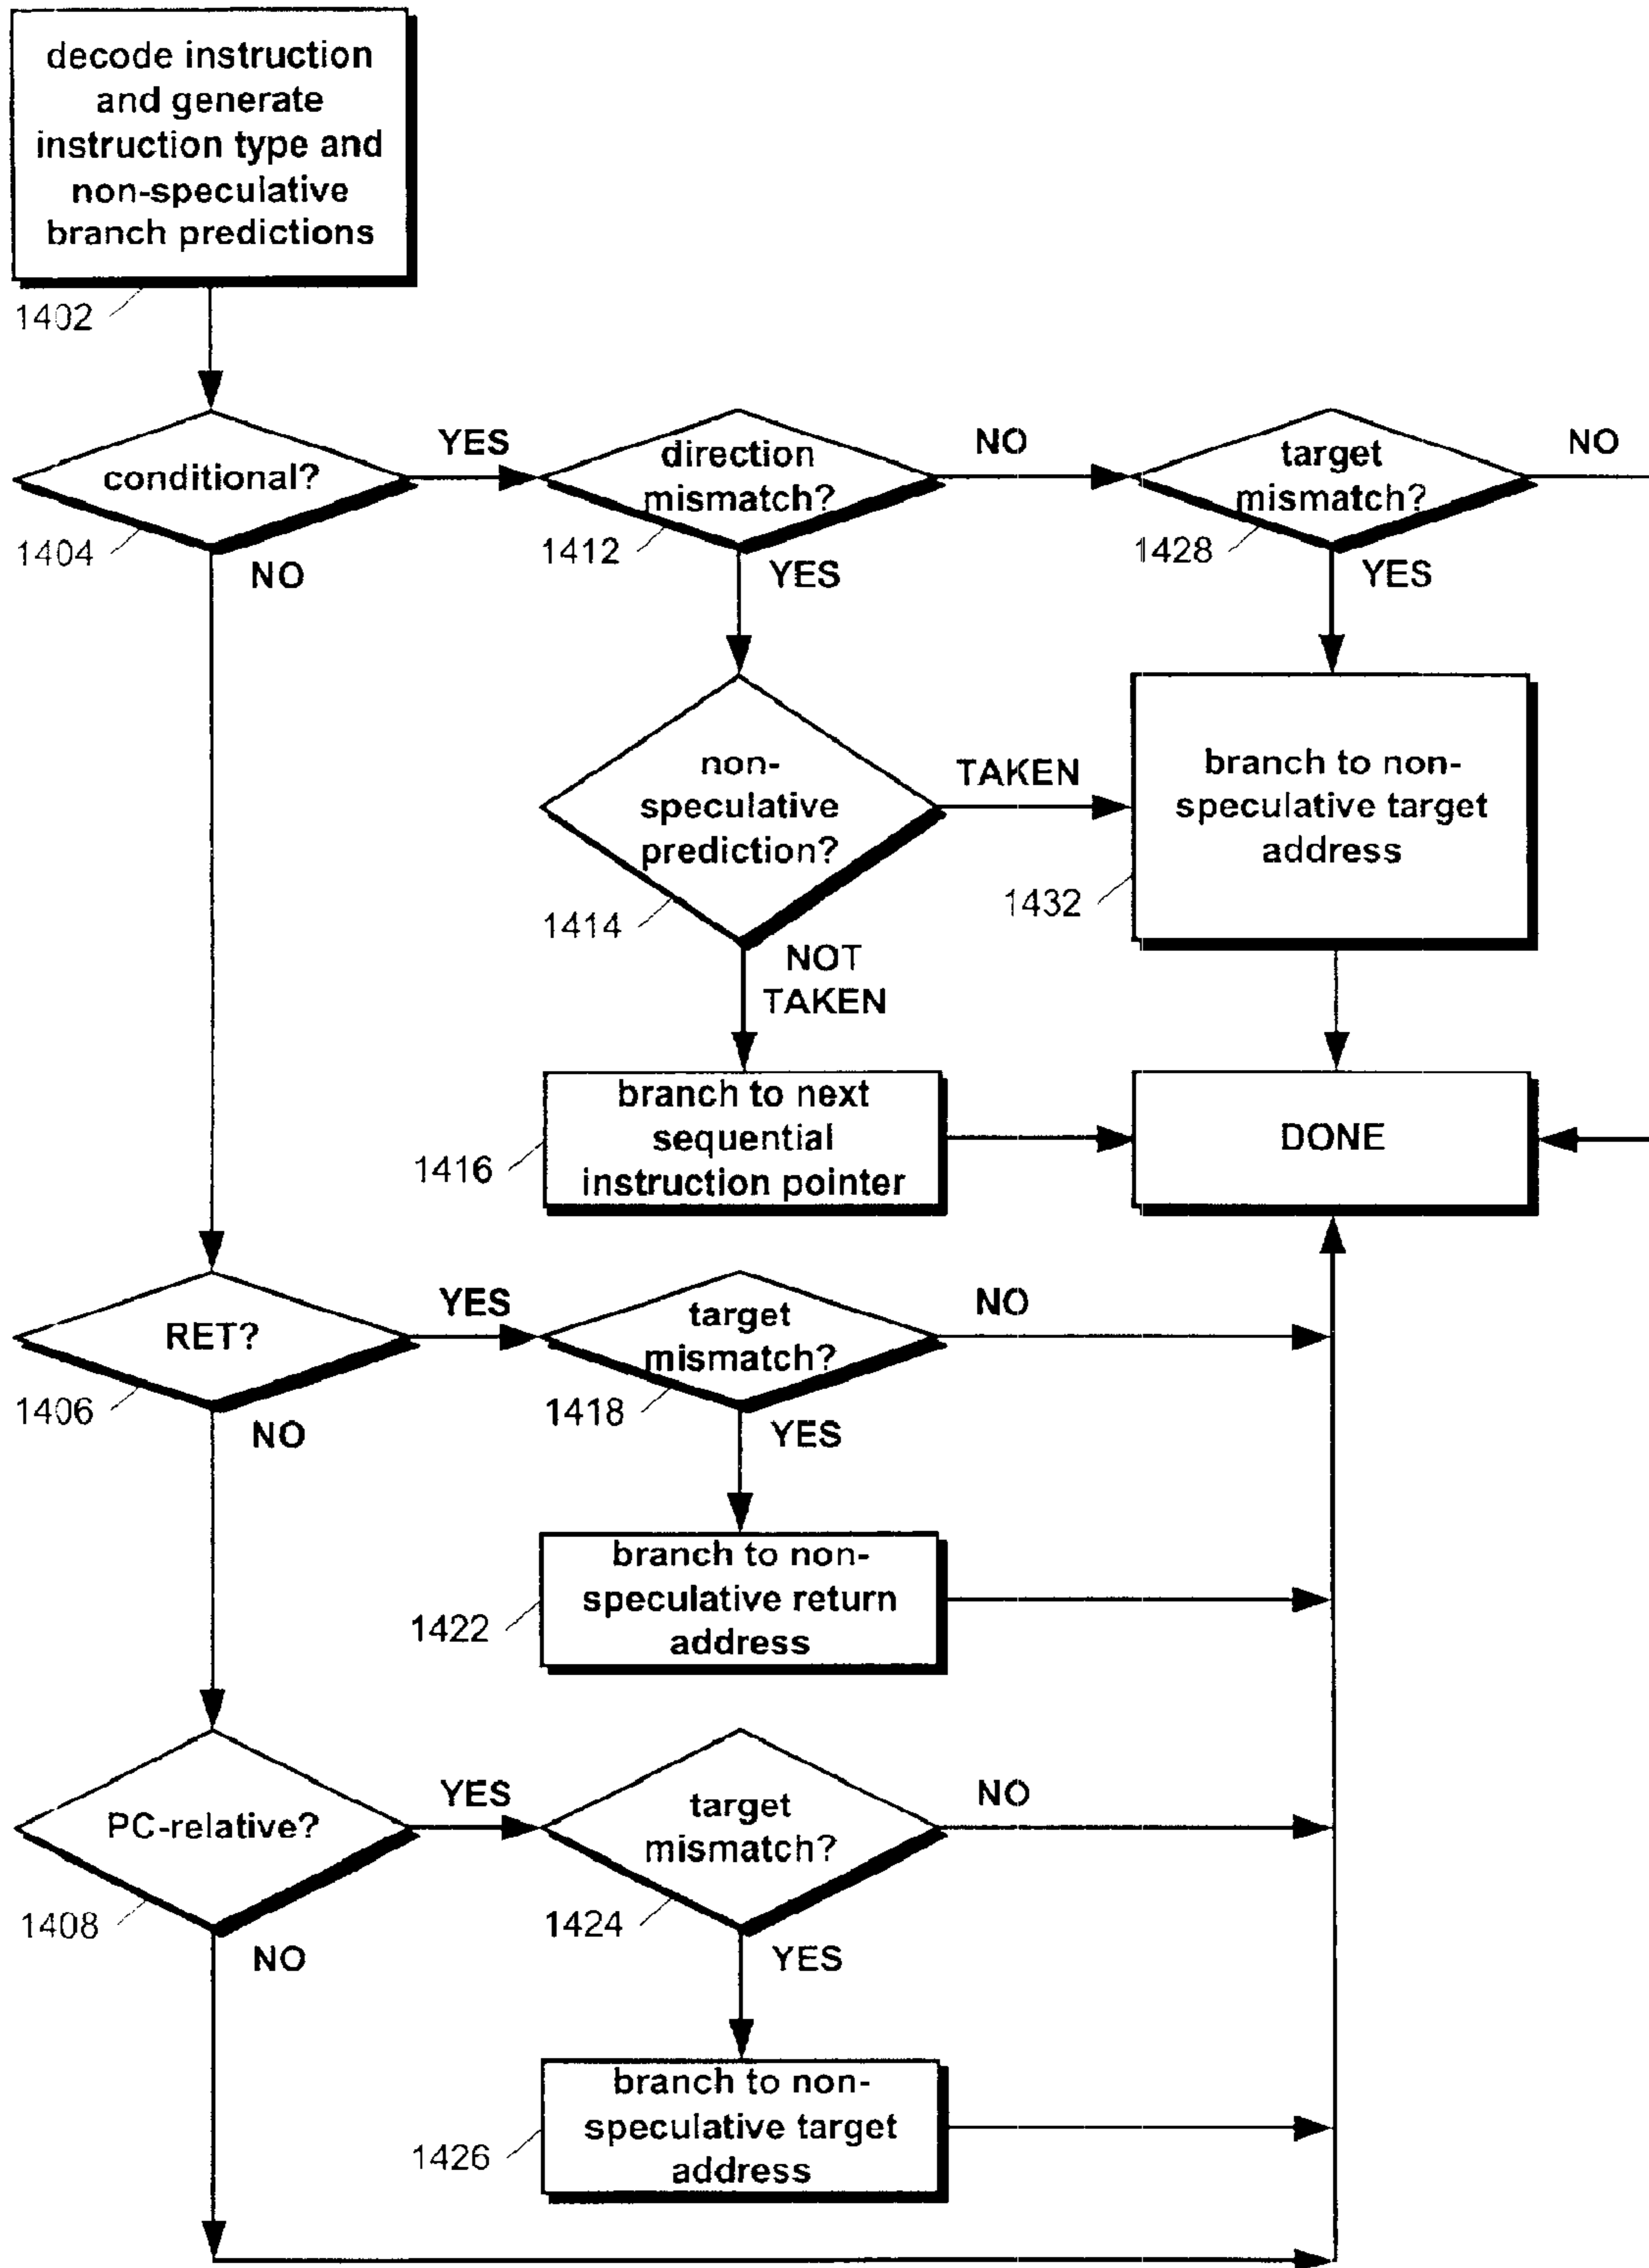 decode instruction
and generate
instruction type and
non-speculative
branch predictions
1402
conditional?
1404
YES
NO
direction
mismatch?
1412
NO
YES
target
mismatch?
1428
NO
YES
non-
speculative
prediction?
1414
TAKEN
NOT
TAKEN
branch to non-
speculative target
address
1432
branch to next
sequential
instruction pointer
1416
DONE
RET?
1406
YES
NO
target
mismatch?
1418
NO
YES
branch to non-
speculative return
address
1422
PC-relative?
1408
YES
NO
target
mismatch?
1424
NO
YES
branch to non-
speculative target
address
1426